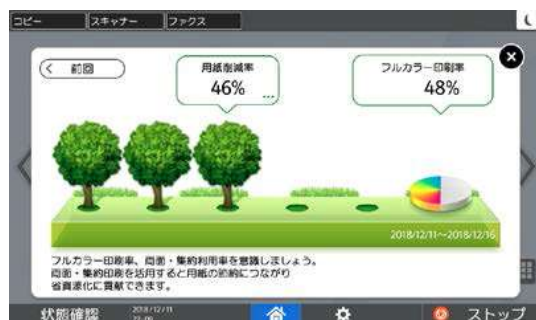 コピー
スキャナー
ファクス
前回
用紙削減率
46%
...
フルカラー印刷率
48%
2018/12/11～2018/12/16
フルカラー印刷率、両面・集約利用率を意識しましょう。
両面・集約印刷を活用すると用紙の節約につながり
省資源化に貢献できます。
状態確認
2018/12/11
ストップ